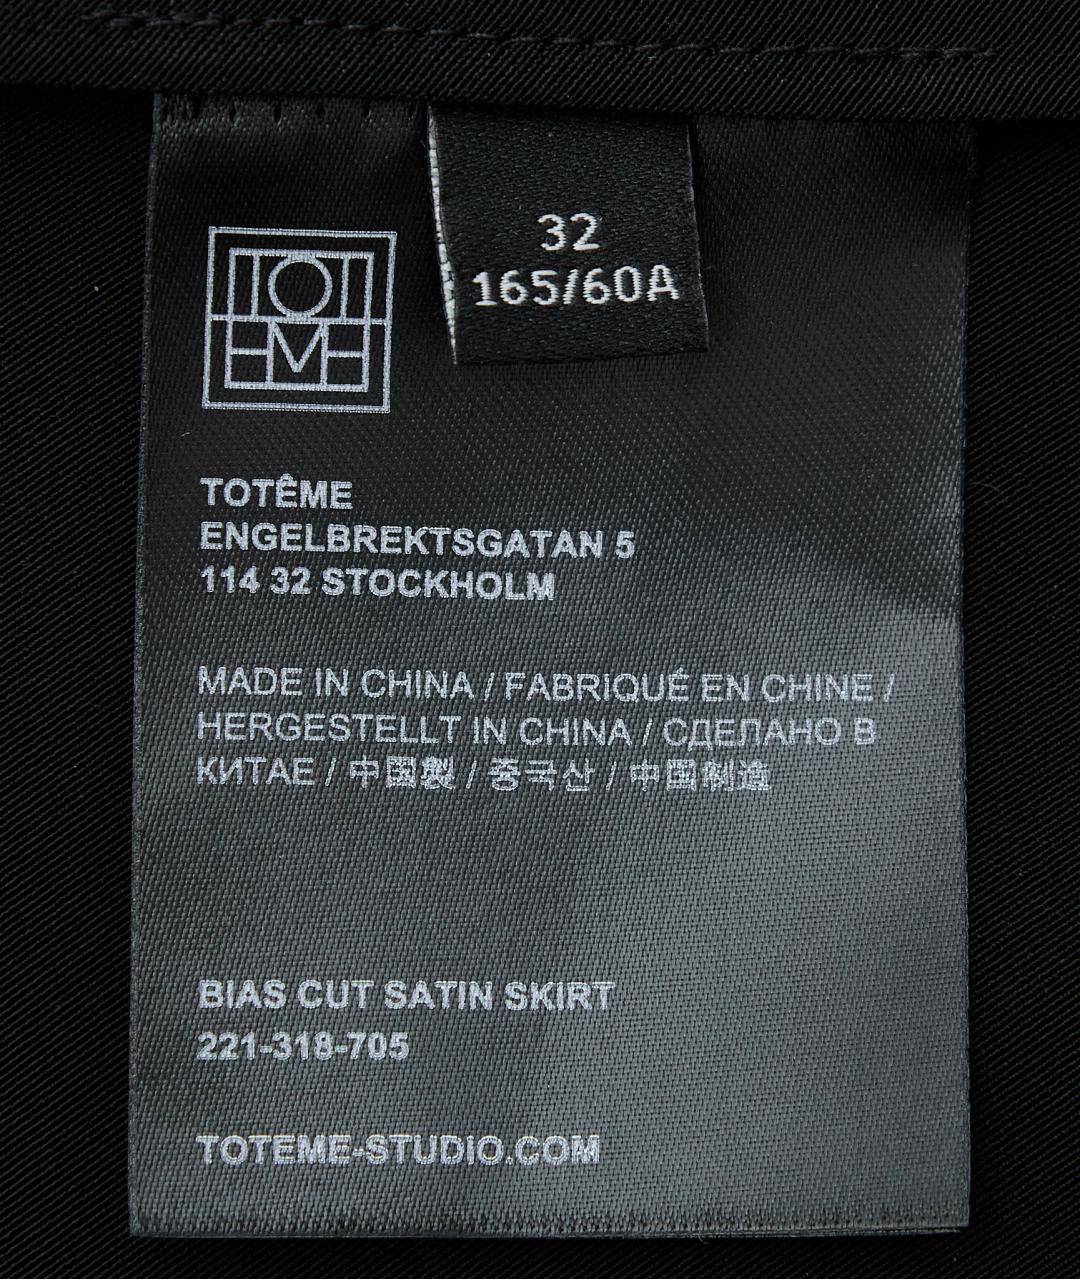 32
165/60A
TOTEME
TOTÊME
ENGELBREKTSGATAN 5
114 32 STOCKHOLM
MADE IN CHINA / FABRIQUÉ EN CHINE /
HERGESTELLT IN CHINA / СДЕЛАНО В
КИТАЕ / 中国製 / 중국산 / 中国制造
BIAS CUT SATIN SKIRT
221-318-705
TOTEME-STUDIO.COM